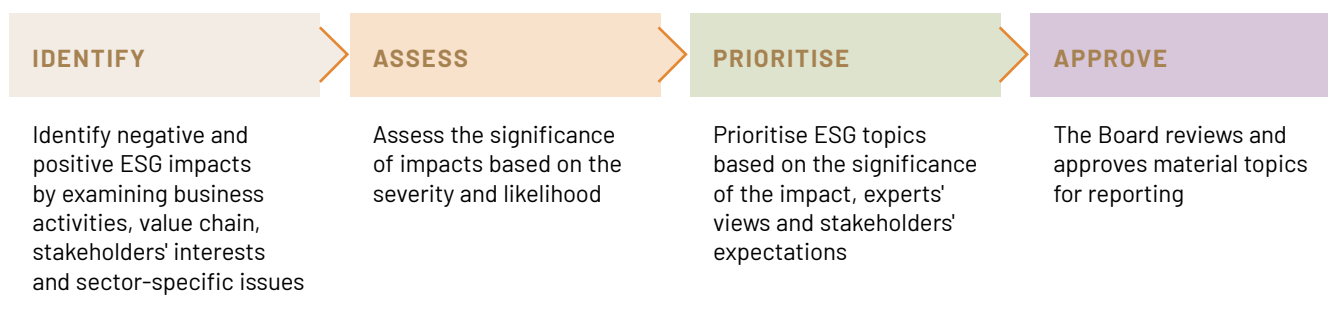 IDENTIFY
Identify negative and
positive ESG impacts
by examining business
activities, value chain,
stakeholders' interests
and sector-specific issues
ASSESS
Assess the significance
of impacts based on the
severity and likelihood
PRIORITISE
Prioritise ESG topics
based on the significance
of the impact, experts'
views and stakeholders'
expectations
APPROVE
The Board reviews and
approves material topics
for reporting